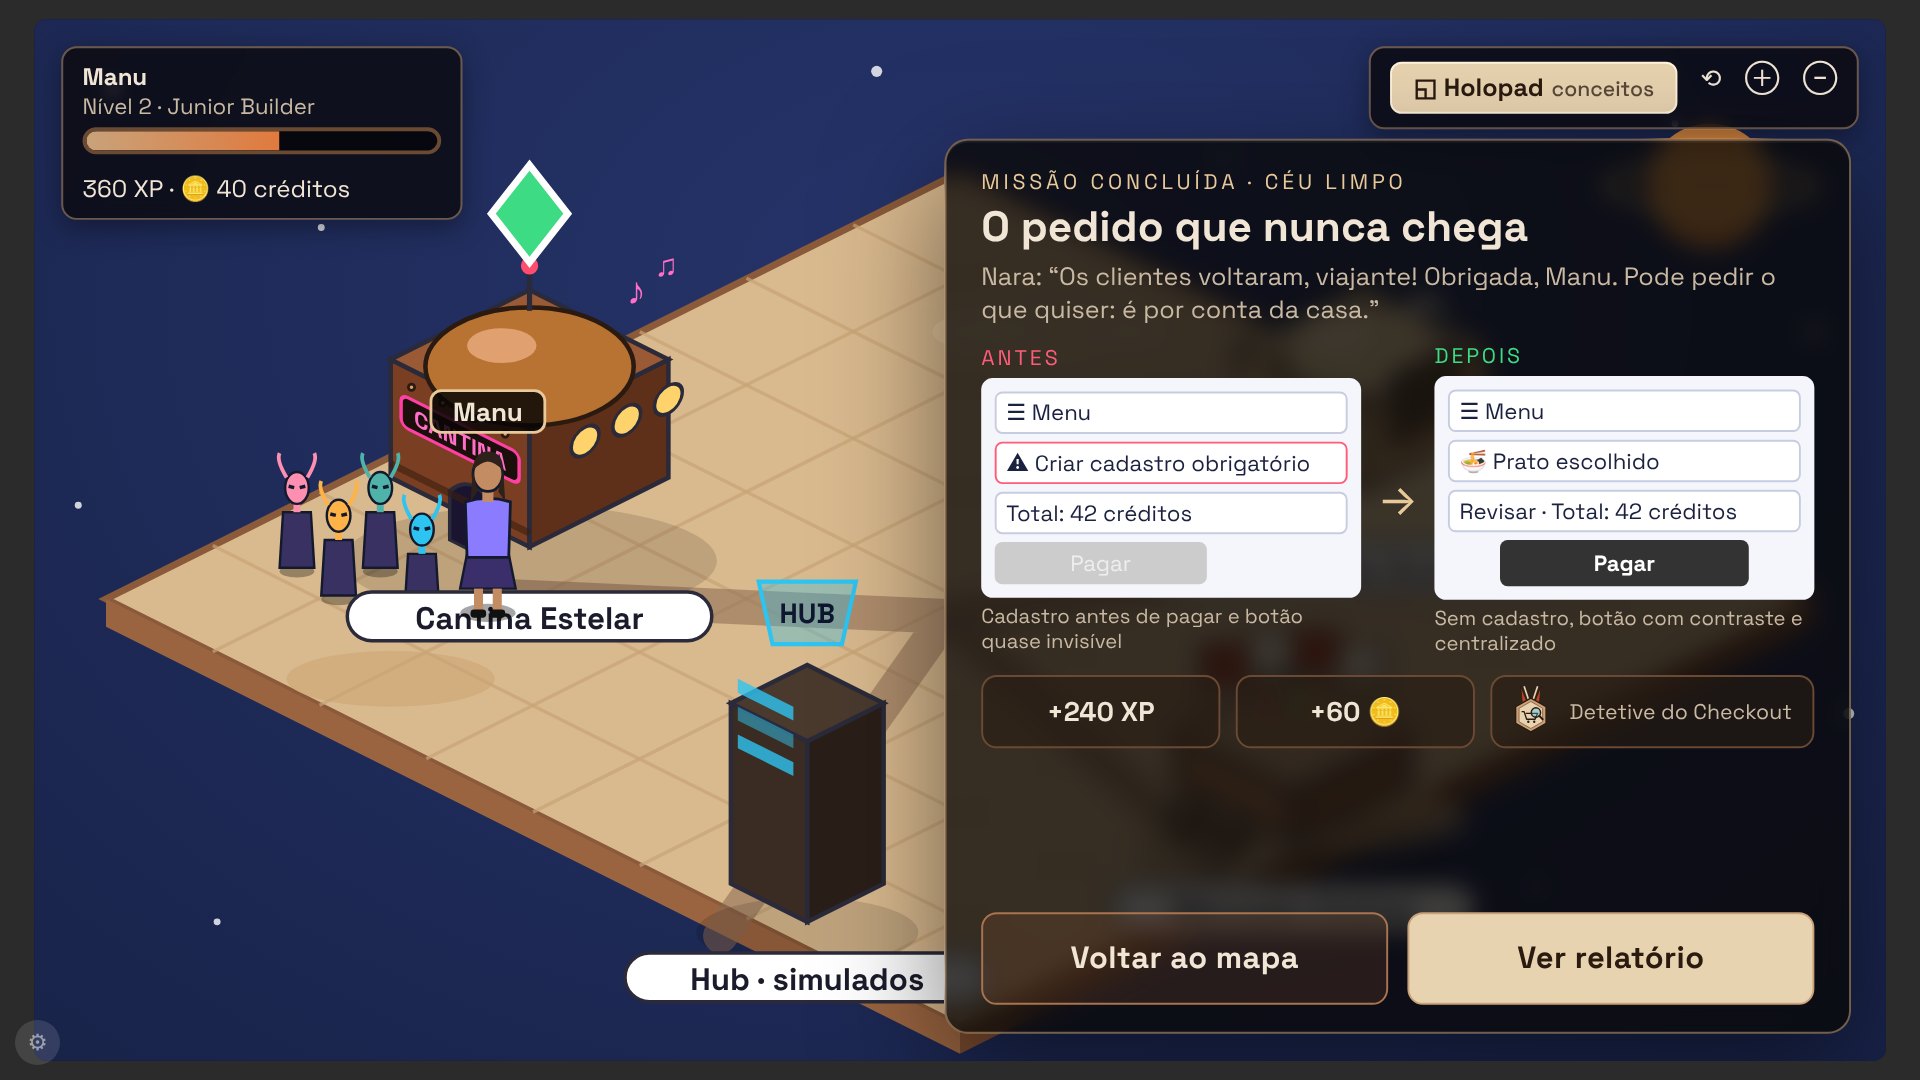 Manu
Nível 2 · Junior Builder
360 XP · 🪙 40 créditos
Holopad conceitos
MISSÃO CONCLUÍDA · CÉU LIMPO
O pedido que nunca chega
Nara: “Os clientes voltaram, viajante! Obrigada, Manu. Pode pedir o
que quiser: é por conta da casa.”
ANTES
☰ Menu
⚠ Criar cadastro obrigatório
Total: 42 créditos
Pagar
Cadastro antes de pagar e botão
quase invisível
→
DEPOIS
☰ Menu
🍜 Prato escolhido
Revisar · Total: 42 créditos
Pagar
Sem cadastro, botão com contraste e
centralizado
+240 XP
+60 🪙
Detetive do Checkout
Voltar ao mapa
Ver relatório
CANTINA
Manu
Cantina Estelar
HUB
Hub · simulados